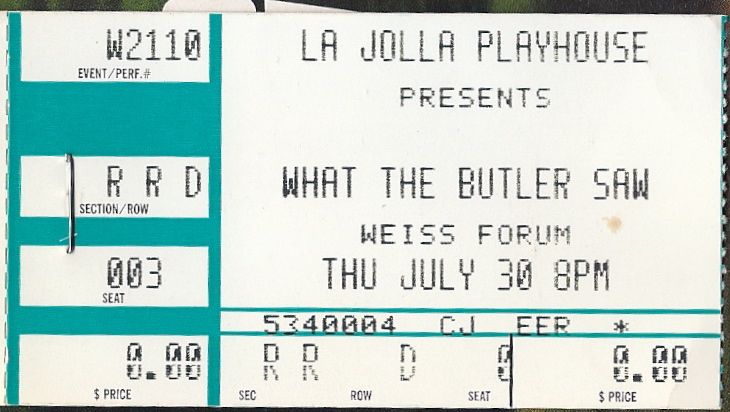 W2110
EVENT/PERF.#
R R D
SECTION/ROW
003
SEAT
0.00
$ PRICE
LA JOLLA PLAYHOUSE
PRESENTS
WHAT THE BUTLER SAW
WEISS FORUM
THU JULY 30 8PM
5340004 CJ EER *
R R D 0.00
SEC ROW SEAT $ PRICE